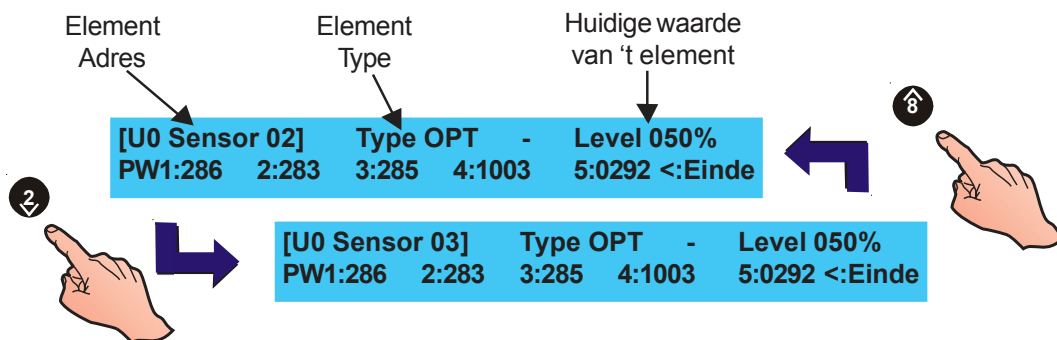 Element
Adres
Element
Type
Huidige waarde
van ‘t element
8
[U0 Sensor 02] Type OPT - Level 050%
PW1:286 2:283 3:285 4:1003 5:0292 <:Einde
2
[U0 Sensor 03] Type OPT - Level 050%
PW1:286 2:283 3:285 4:1003 5:0292 <:Einde